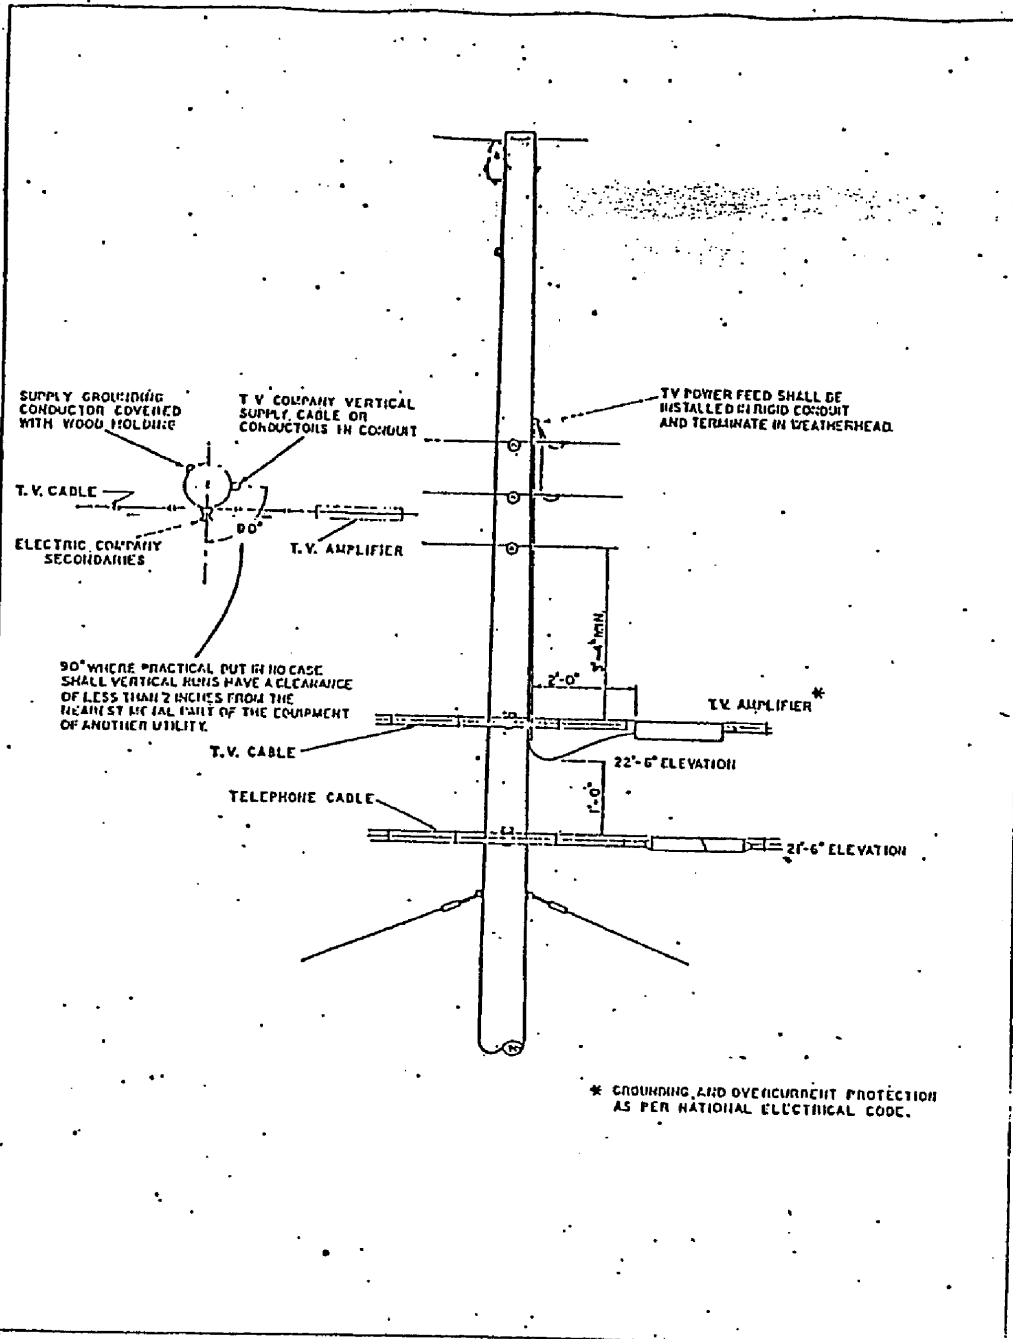 SUPPLY GROUNDING
CONDUCTOR COVERED
WITH WOOD MOLDING
T V COMPANY VERTICAL
SUPPLY CABLE OR
CONDUCTORS IN CONDUIT
TV POWER FEED SHALL BE
INSTALLED IN RIGID CONDUIT
AND TERMINATE IN WEATHERHEAD.
T. V. CABLE
90°
ELECTRIC COMPANY
SECONDARIES
T. V. AMPLIFIER
3'-4" MIN.
90° WHERE PRACTICAL BUT IN NO CASE
SHALL VERTICAL RUNS HAVE A CLEARANCE
OF LESS THAN 2 INCHES FROM THE
NEAREST METAL PART OF THE EQUIPMENT
OF ANOTHER UTILITY.
2'-0"
T.V. AMPLIFIER*
T.V. CABLE
22'-6" ELEVATION
1'-0"
TELEPHONE CABLE
21'-6" ELEVATION
* GROUNDING AND OVERCURRENT PROTECTION
AS PER NATIONAL ELECTRICAL CODE.